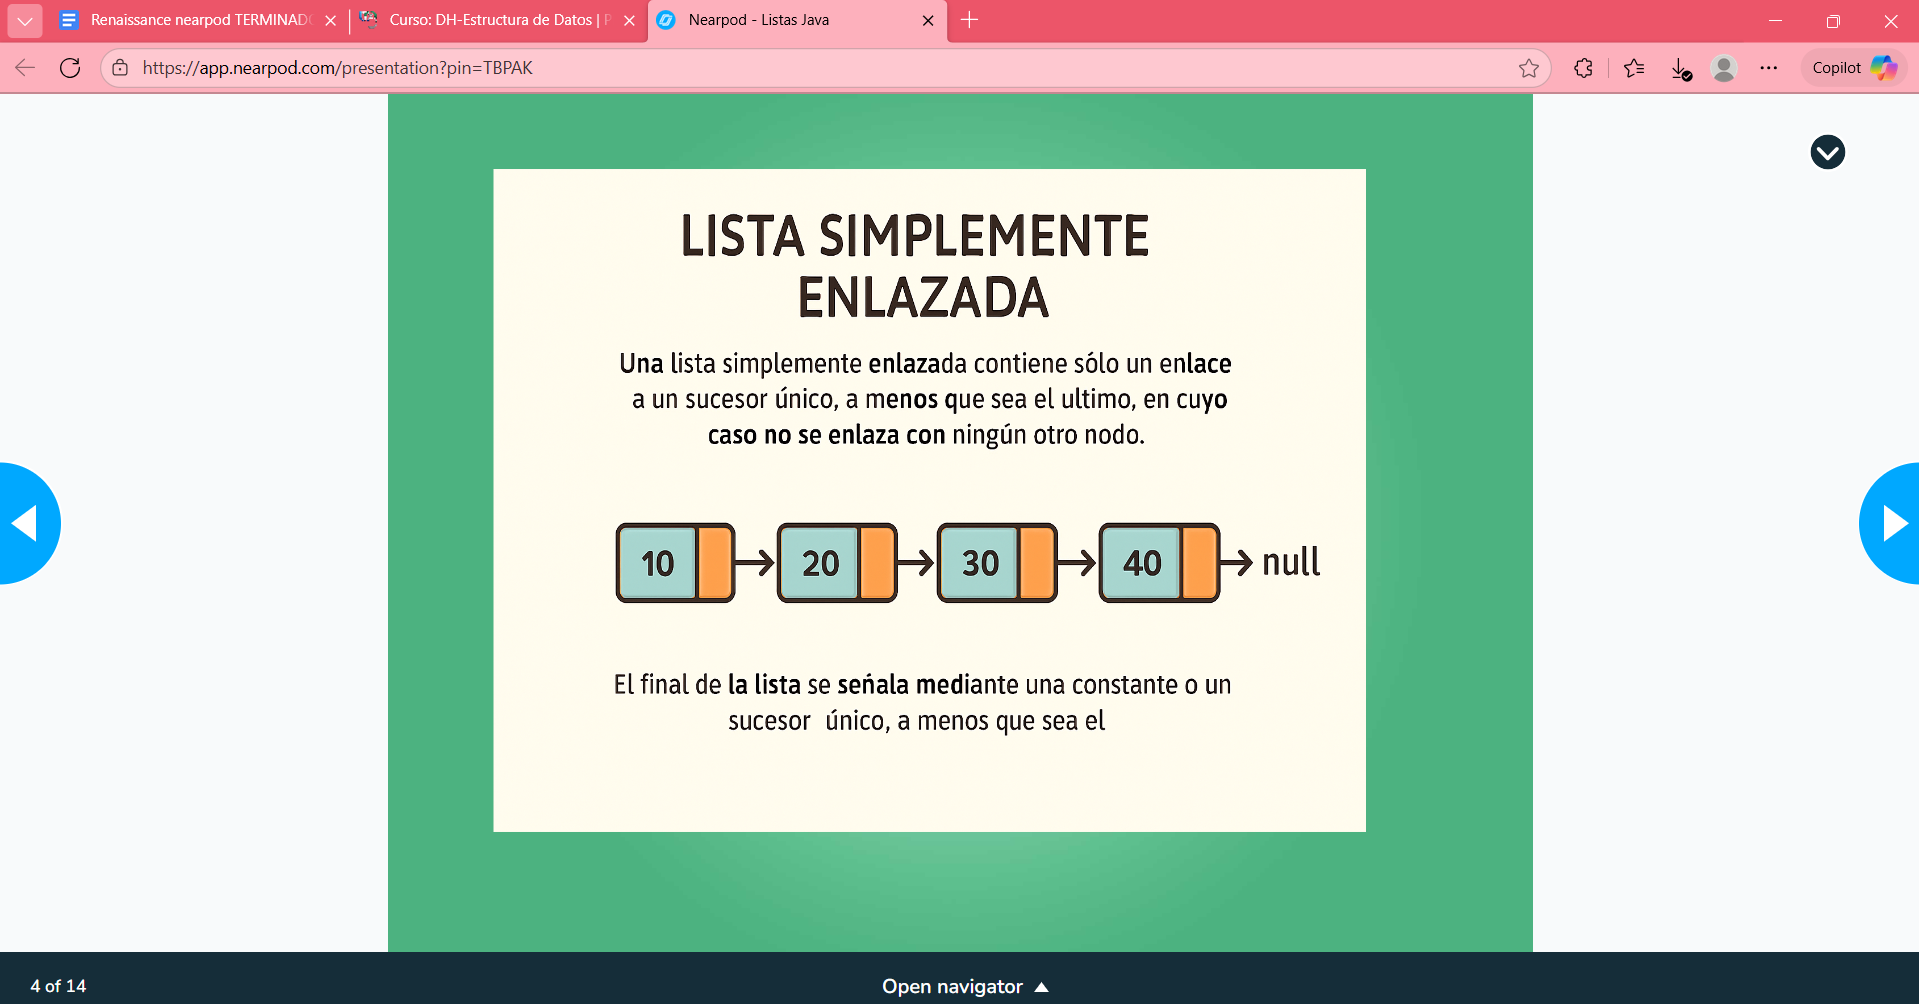 Renaissance nearpod TERMINAD
Curso: DH-Estructura de Datos |
Nearpod - Listas Java
https://app.nearpod.com/presentation?pin=TBPAK
Copilot
LISTA SIMPLEMENTE
ENLAZADA
Una lista simplemente enlazada contiene sólo un enlace
a un sucesor único, a menos que sea el ultimo, en cuyo
caso no se enlaza con ningún otro nodo.
10 20 30 40 null
El final de la lista se seńala mediante una constante o un
sucesor único, a menos que sea el
4 of 14
Open navigator